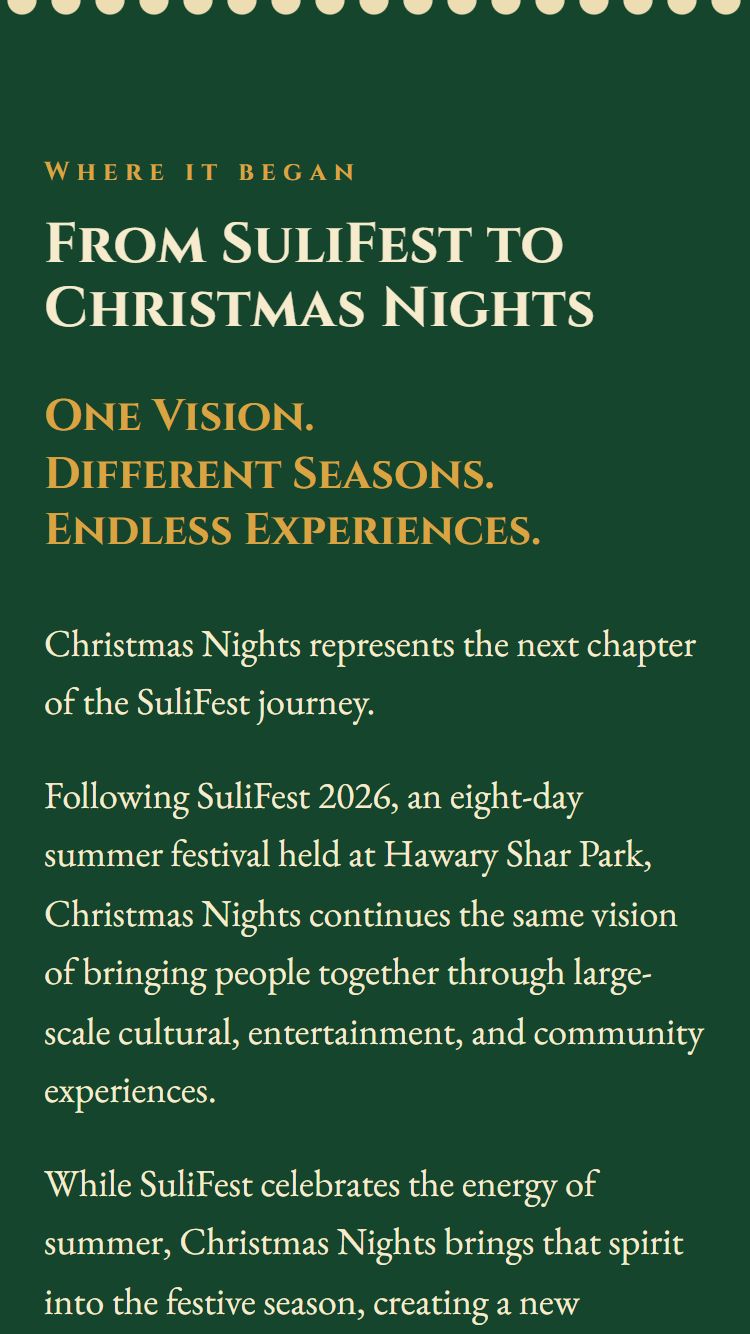 Where it began
From SuliFest to
Christmas Nights
One Vision.
Different Seasons.
Endless Experiences.
Christmas Nights represents the next chapter
of the SuliFest journey.
Following SuliFest 2026, an eight-day
summer festival held at Hawary Shar Park,
Christmas Nights continues the same vision
of bringing people together through large-
scale cultural, entertainment, and community
experiences.
While SuliFest celebrates the energy of
summer, Christmas Nights brings that spirit
into the festive season, creating a new